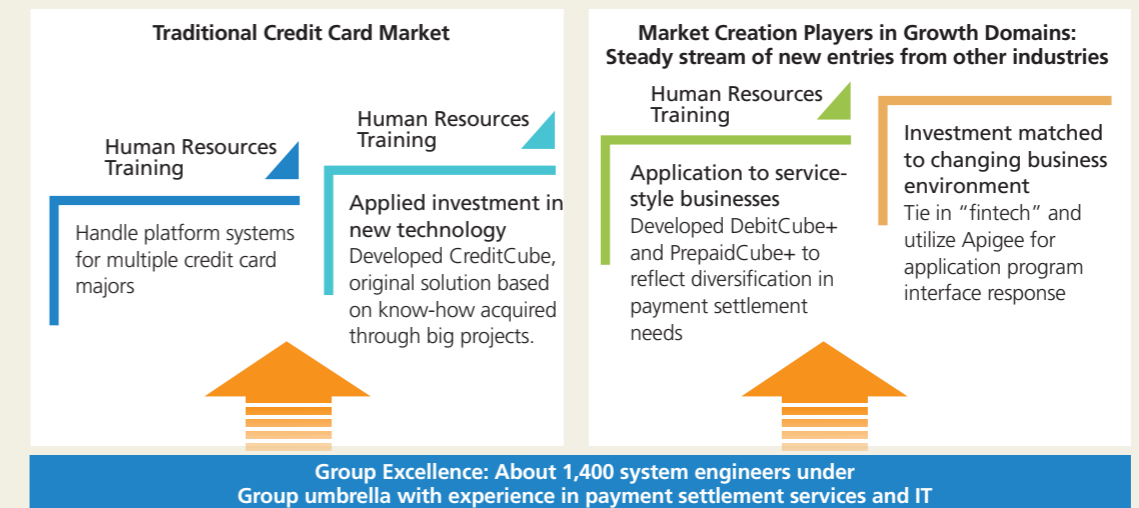 Traditional Credit Card Market
Human Resources
Training
Handle platform systems
for multiple credit card
majors
Human Resources
Training
Applied investment in
new technology
Developed CreditCube,
original solution based
on know-how acquired
through big projects.
Market Creation Players in Growth Domains:
Steady stream of new entries from other industries
Human Resources
Training
Application to service-
style businesses
Developed DebitCube+
and PrepaidCube+ to
reflect diversification in
payment settlement
needs
Investment matched
to changing business
environment
Tie in “fintech” and
utilize Apigee for
application program
interface response
Group Excellence: About 1,400 system engineers under
Group umbrella with experience in payment settlement services and IT